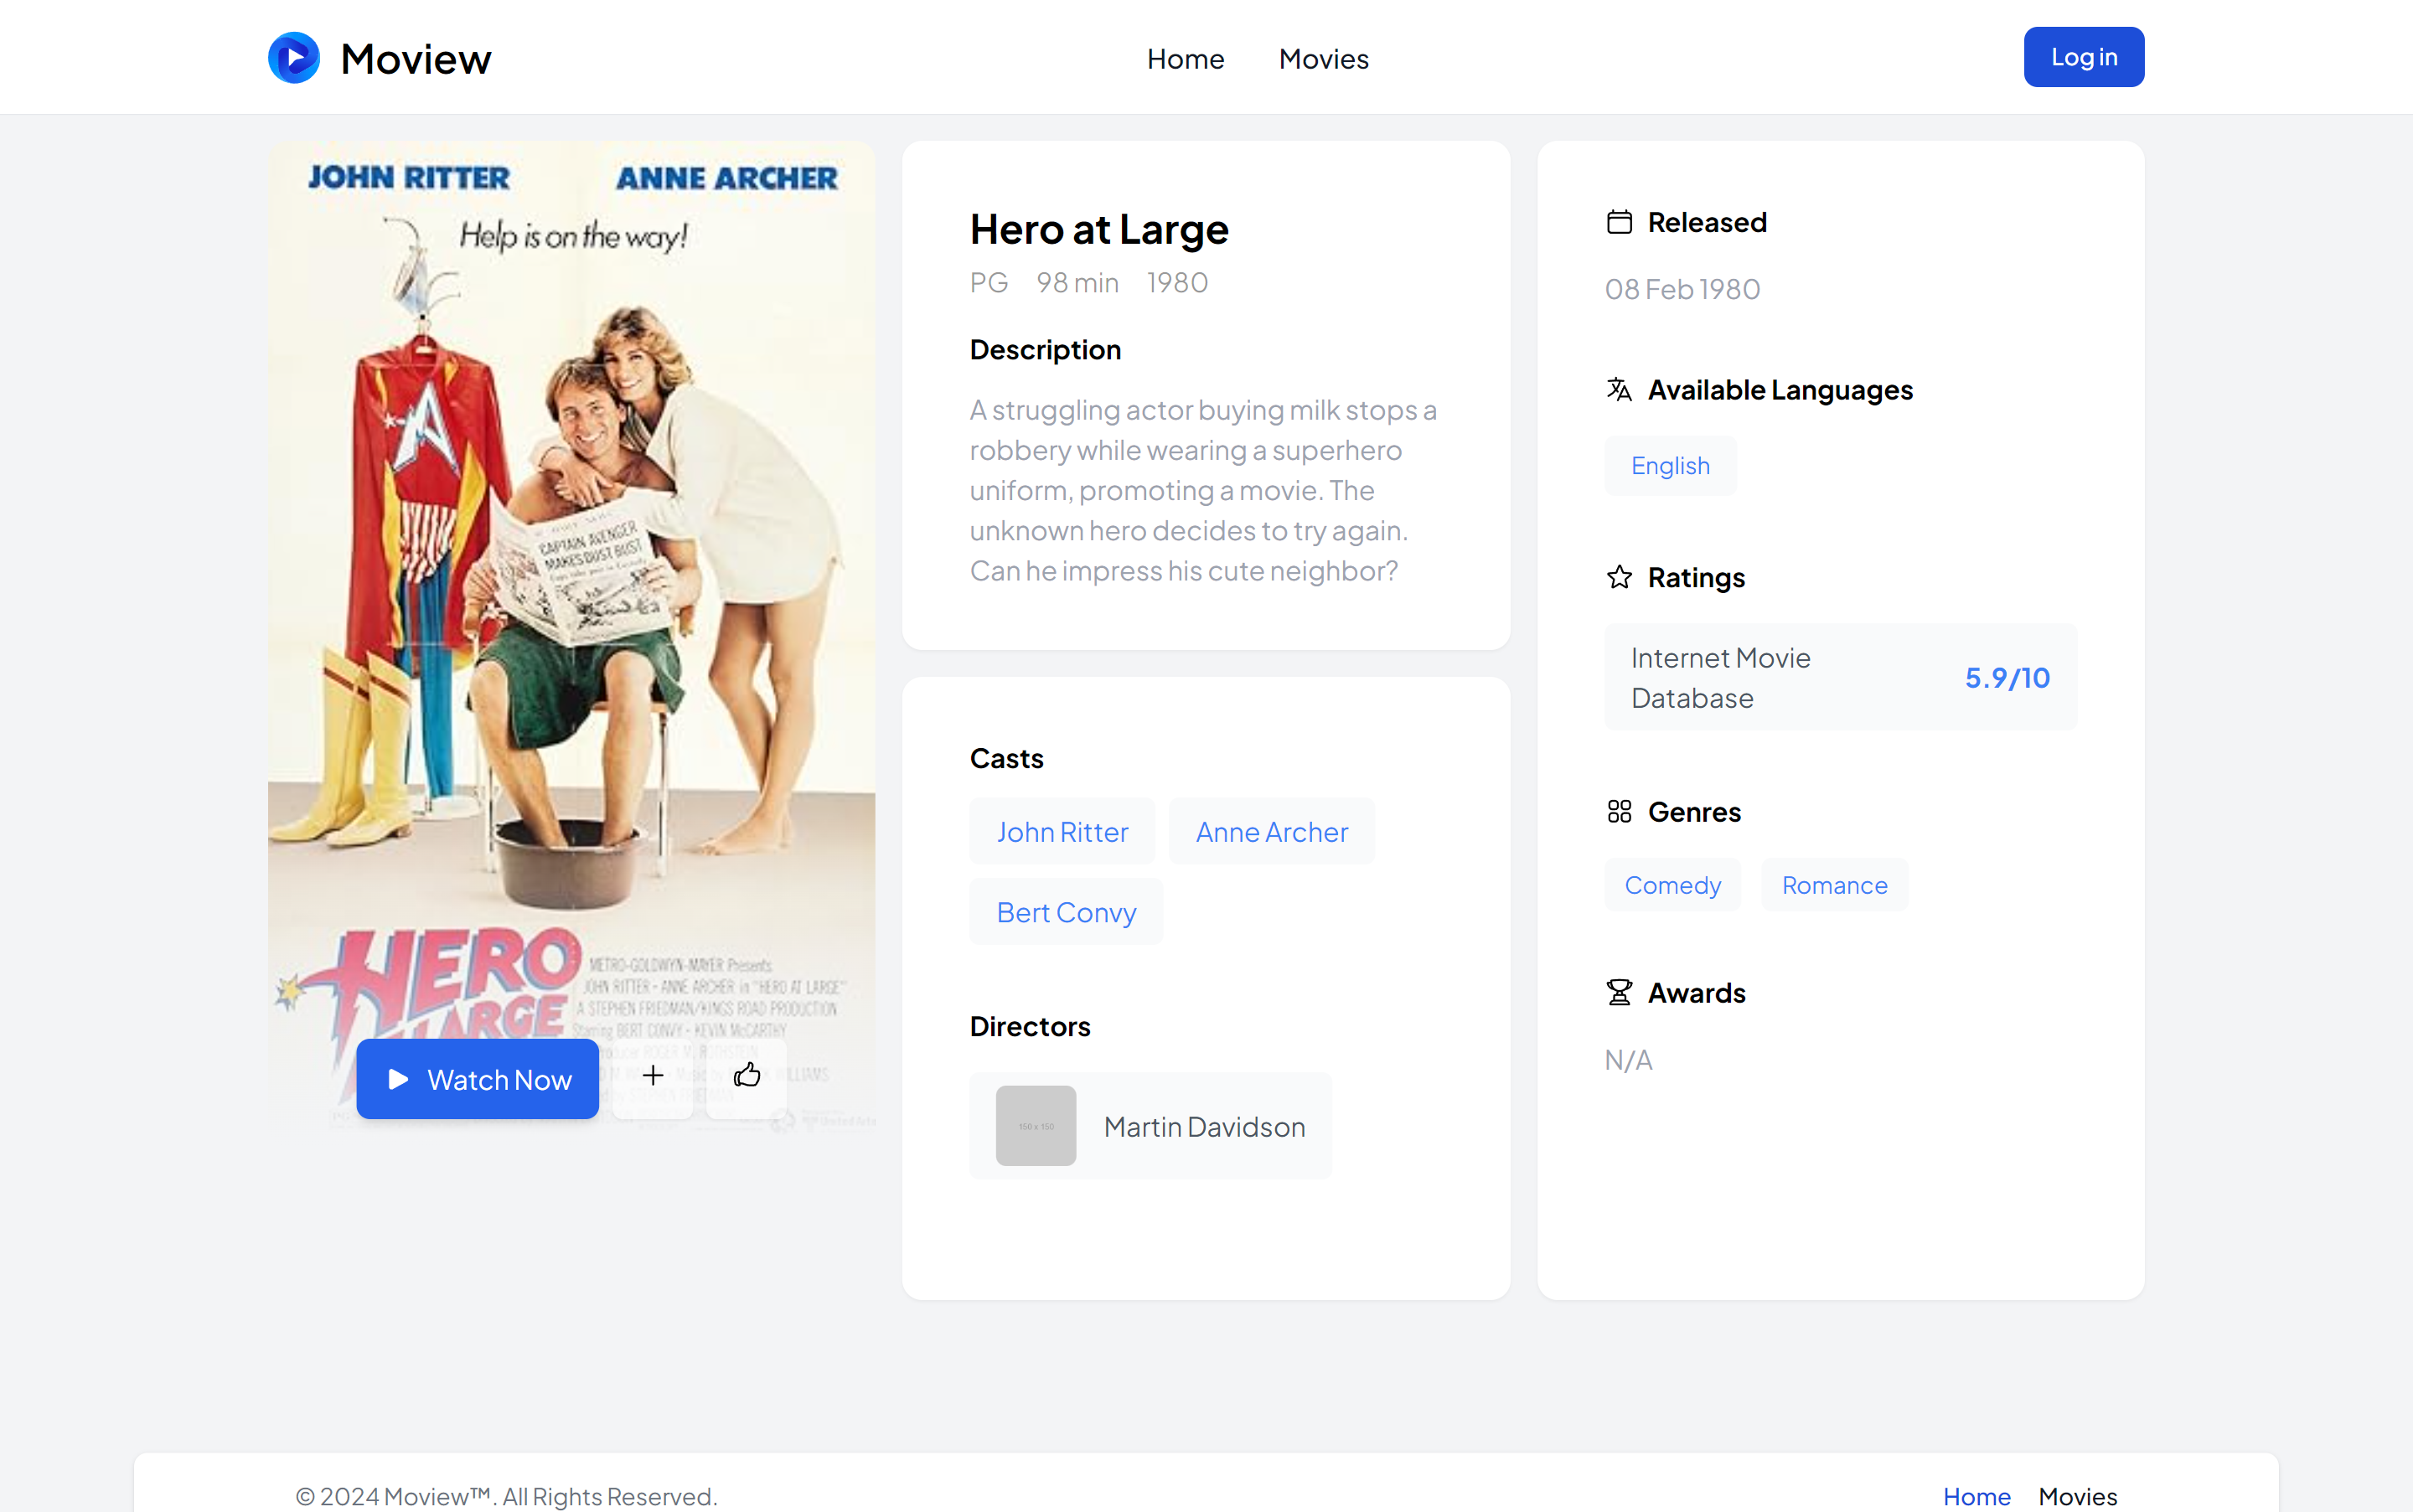 Moview
Home
Movies
Log in
JOHN RITTER
ANNE ARCHER
Help is on the way!
CAPTAIN AVENGER
MAKES DUST BUST
HERO
LARGE
METRO-GOLDWYN-MAYER Presents
JOHN RITTER - ANNE ARCHER in "HERO AT LARGE"
A STEPHEN FRIEDMAN/KINGS ROAD PRODUCTION
Starring BERT CONVY - KEVIN McCARTHY
Watch Now
Hero at Large
PG
98 min
1980
Description
A struggling actor buying milk stops a
robbery while wearing a superhero
uniform, promoting a movie. The
unknown hero decides to try again.
Can he impress his cute neighbor?
Casts
John Ritter
Anne Archer
Bert Convy
Directors
150 x 150
Martin Davidson
Released
08 Feb 1980
Available Languages
English
Ratings
Internet Movie
Database
5.9/10
Genres
Comedy
Romance
Awards
N/A
© 2024 Moview™. All Rights Reserved.
Home
Movies